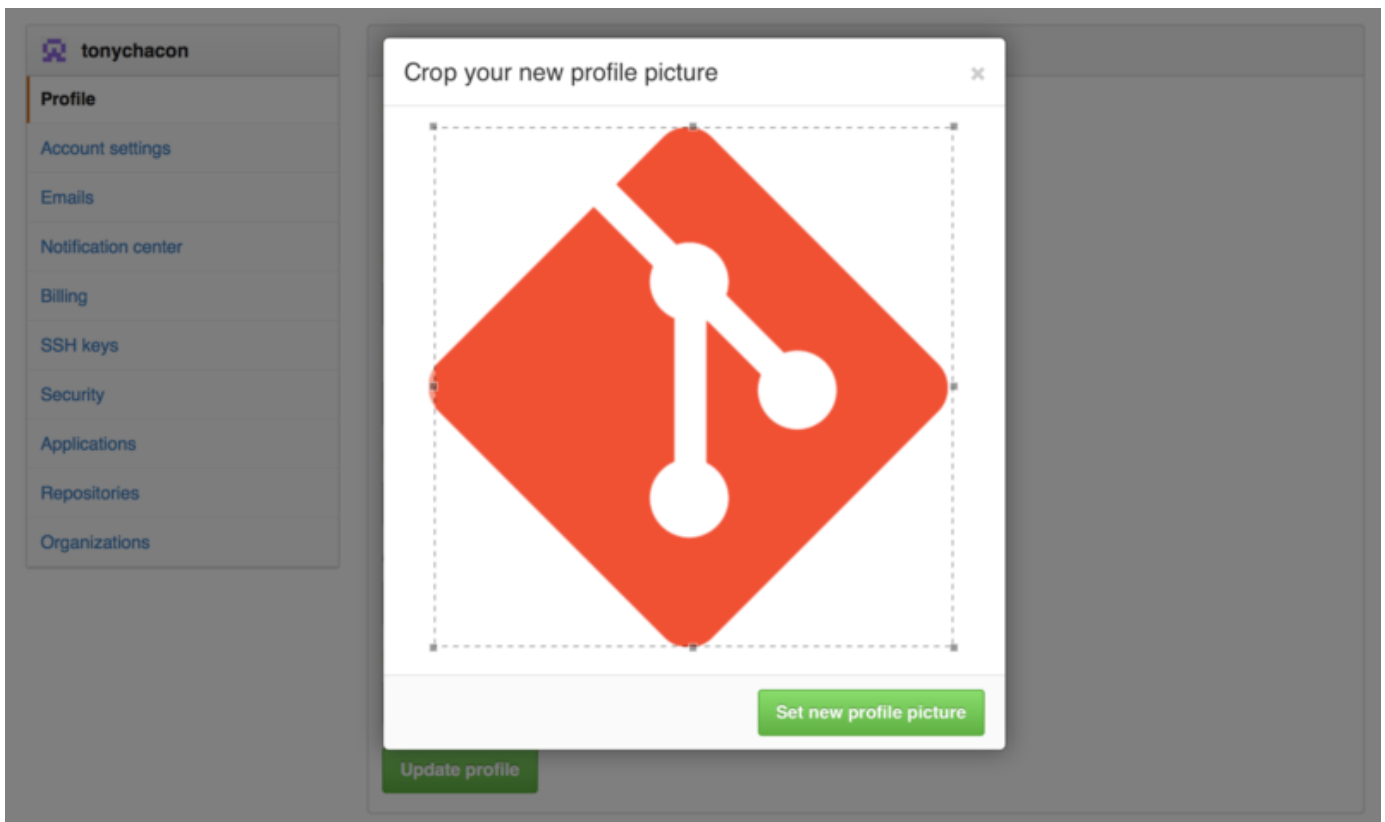 tonychacon
Profile
Account settings
Emails
Notification center
Billing
SSH keys
Security
Applications
Repositories
Organizations
Crop your new profile picture
×
Set new profile picture
Update profile